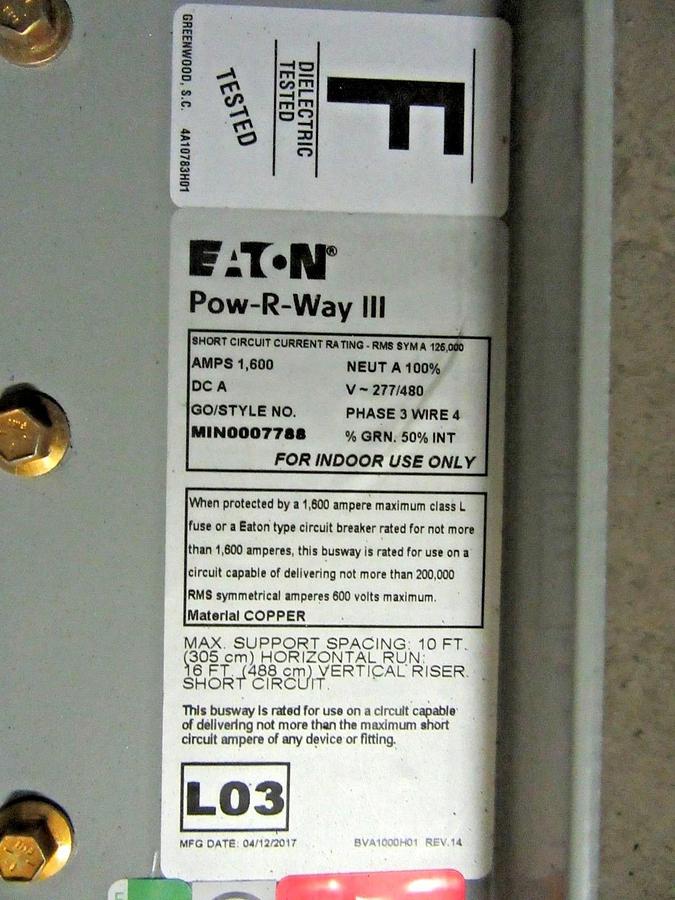 F
DIELECTRIC
TESTED
TESTED
GREENWOOD, S.C. 4A10783H01
EATON®
Pow-R-Way III
SHORT CIRCUIT CURRENT RATING - RMS SYM A 125,000
AMPS 1,600 NEUT A 100%
DC A V ~ 277/480
GO/STYLE NO. PHASE 3 WIRE 4
MIN0007788 % GRN. 50% INT
FOR INDOOR USE ONLY
When protected by a 1,600 ampere maximum class L
fuse or a Eaton type circuit breaker rated for not more
than 1,600 amperes, this busway is rated for use on a
circuit capable of delivering not more than 200,000
RMS symmetrical amperes 600 volts maximum.
Material COPPER
MAX. SUPPORT SPACING: 10 FT.
(305 cm) HORIZONTAL RUN;
16 FT. (488 cm) VERTICAL RISER.
SHORT CIRCUIT.
This busway is rated for use on a circuit capable
of delivering not more than the maximum short
circuit ampere of any device or fitting.
L03
MFG DATE: 04/12/2017 BVA1000H01 REV.14